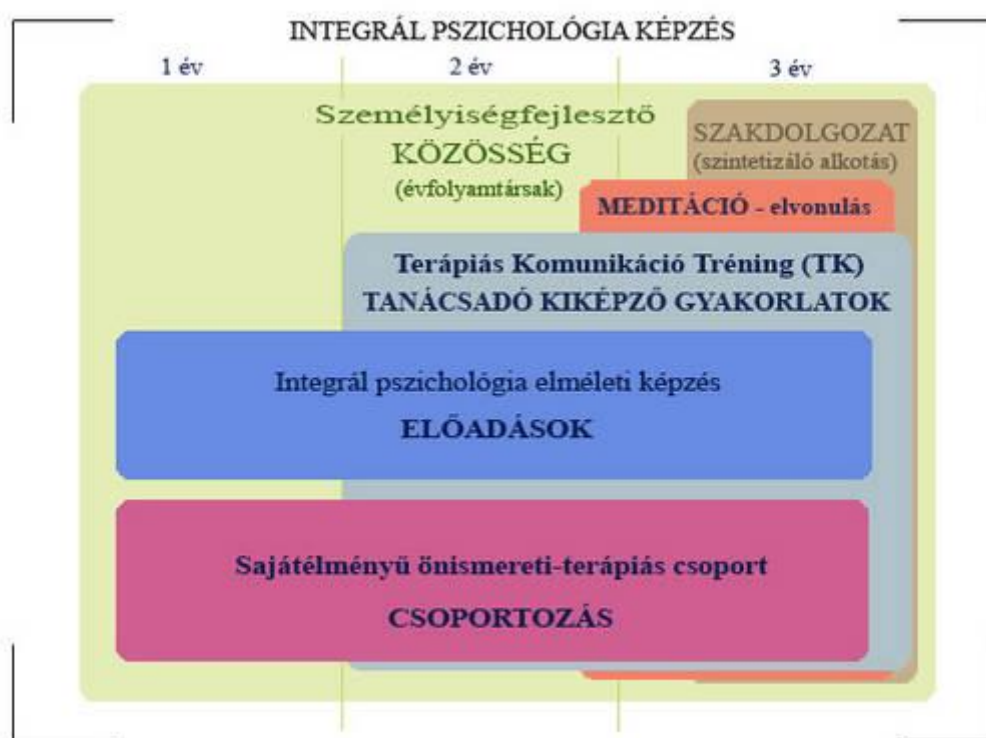 INTEGRÁL PSZICHOLÓGIA KÉPZÉS
1 év
2 év
3 év
Személyiségfejlesztő
KÖZÖSSÉG
(évfolyamtársak)
SZAKDOLGOZAT
(szintetizáló alkotás)
MEDITÁCIÓ - elvonulás
Terápiás Komunikáció Tréning (TK)
TANÁCSADÓ KIKÉPZŐ GYAKORLATOK
Integrál pszichológia elméleti képzés
ELŐADÁSOK
Sajátélményű önismereti-terápiás csoport
CSOPORTOZÁS